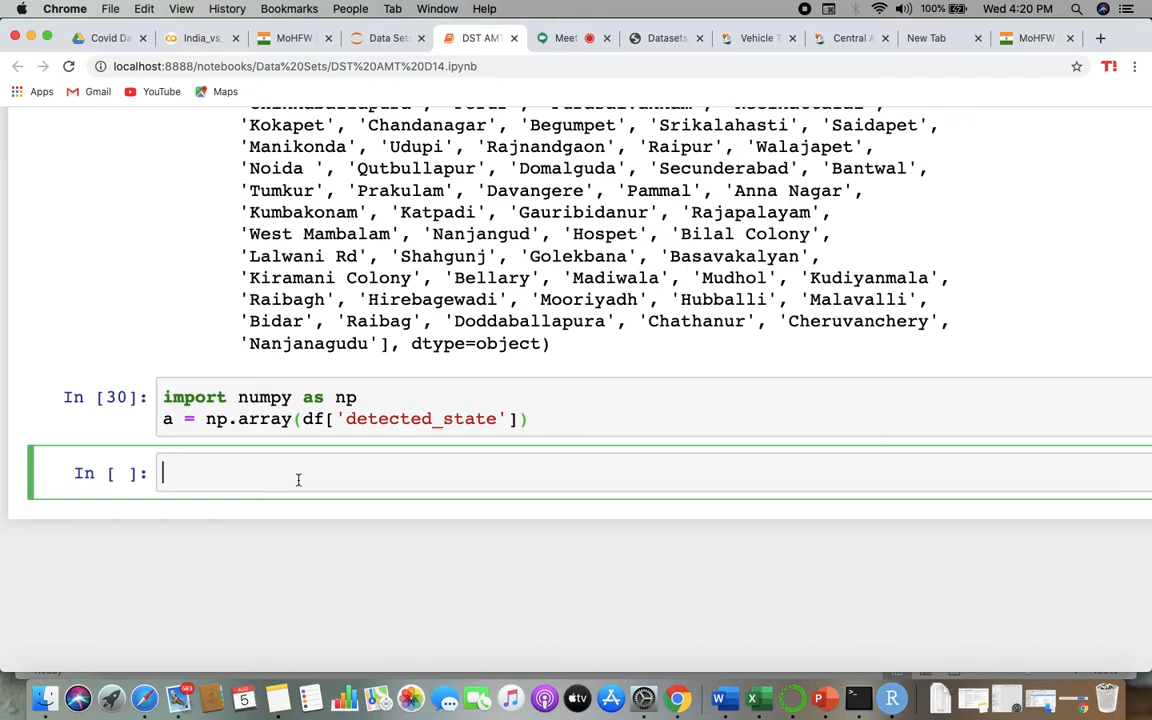 Chrome File Edit View History Bookmarks People Tab Window Help 100% Wed 4:20 PM
Covid Da India_vs_ MoHFW Data Set DST AMT Meet Datasets Vehicle T Central A New Tab MoHFW
localhost:8888/notebooks/Data%20Sets/DST%20AMT%20D14.ipynb
Apps Gmail YouTube Maps
'Kokapet', 'Chandanagar', 'Begumpet', 'Srikalahasti', 'Saidapet',
'Manikonda', 'Udupi', 'Rajnandgaon', 'Raipur', 'Walajapet',
'Noida ', 'Qutbullapur', 'Domalguda', 'Secunderabad', 'Bantwal',
'Tumkur', 'Prakulam', 'Davangere', 'Pammal', 'Anna Nagar',
'Kumbakonam', 'Katpadi', 'Gauribidanur', 'Rajapalayam',
'West Mambalam', 'Nanjangud', 'Hospet', 'Bilal Colony',
'Lalwani Rd', 'Shahgunj', 'Golekbana', 'Basavakalyan',
'Kiramani Colony', 'Bellary', 'Madiwala', 'Mudhol', 'Kudiyanmala',
'Raibagh', 'Hirebagewadi', 'Mooriyadh', 'Hubballi', 'Malavalli',
'Bidar', 'Raibag', 'Doddaballapura', 'Chathanur', 'Cheruvanchery',
'Nanjanagudu'], dtype=object)
In [30]: import numpy as np
a = np.array(df['detected_state'])
In [ ]: